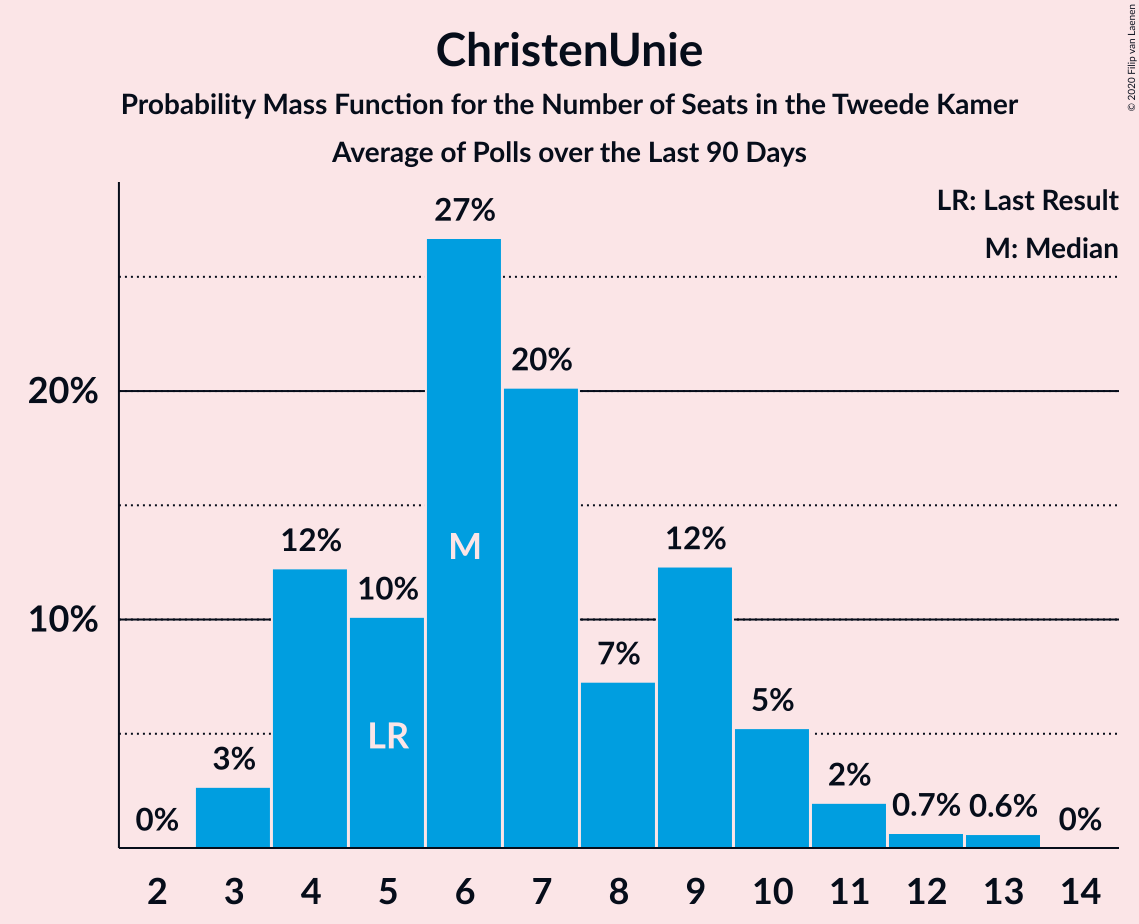 ChristenUnie
Probability Mass Function for the Number of Seats in the Tweede Kamer
Average of Polls over the Last 90 Days
© 2020 Filip van Laenen
LR: Last Result
M: Median
27%
20%
20%
12%
12%
10%
10%
7%
5%
3%
2%
0.7%
0.6%
0%
0%
M
LR
2 3 4 5 6 7 8 9 10 11 12 13 14